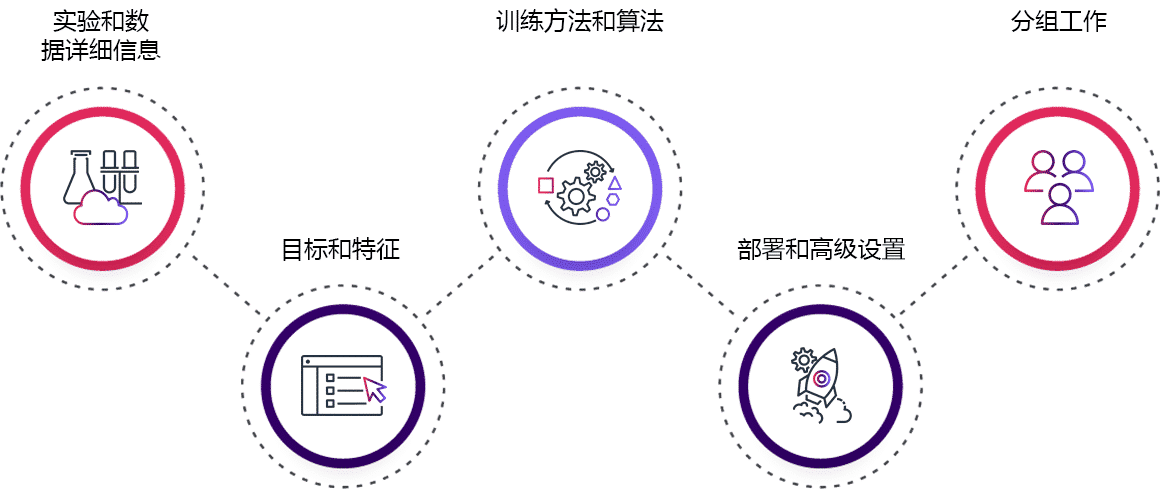 实验和数
据详细信息
目标和特征
训练方法和算法
部署和高级设置
分组工作